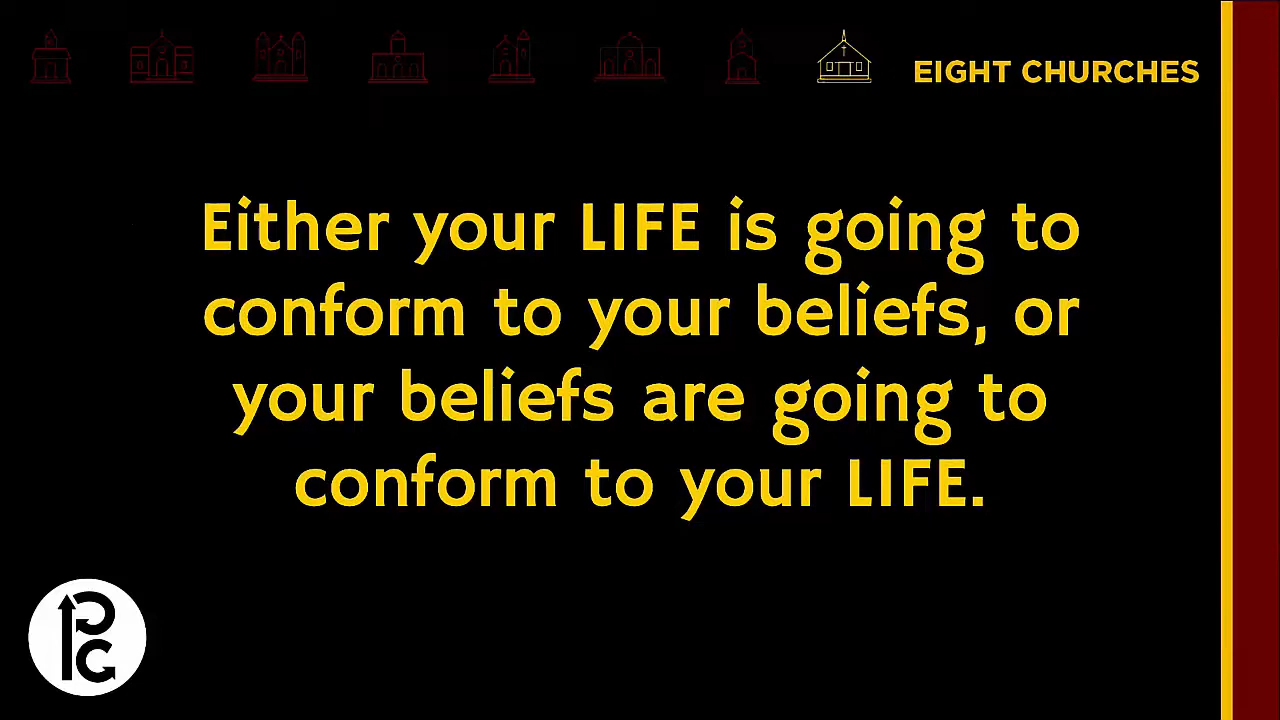 EIGHT CHURCHES
Either your LIFE is going to
conform to your beliefs, or
your beliefs are going to
conform to your LIFE.
PG